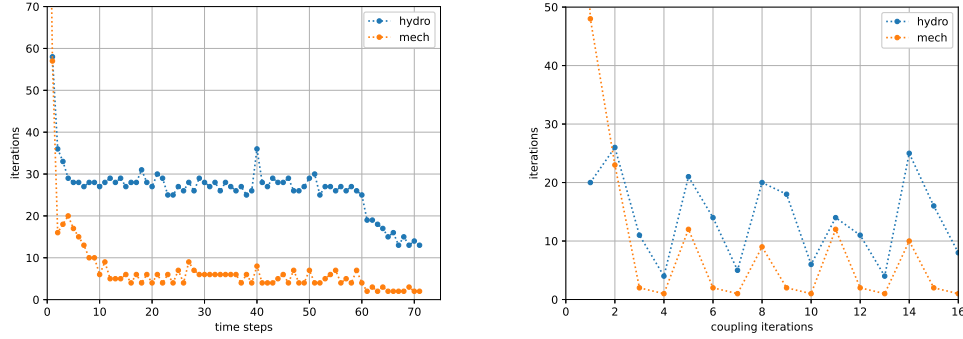 70
60
50
40
30
20
10
0
iterations
0 10 20 30 40 50 60 70
time steps
hydro
mech
50
40
30
20
10
0
iterations
0 2 4 6 8 10 12 14 16
coupling iterations
hydro
mech